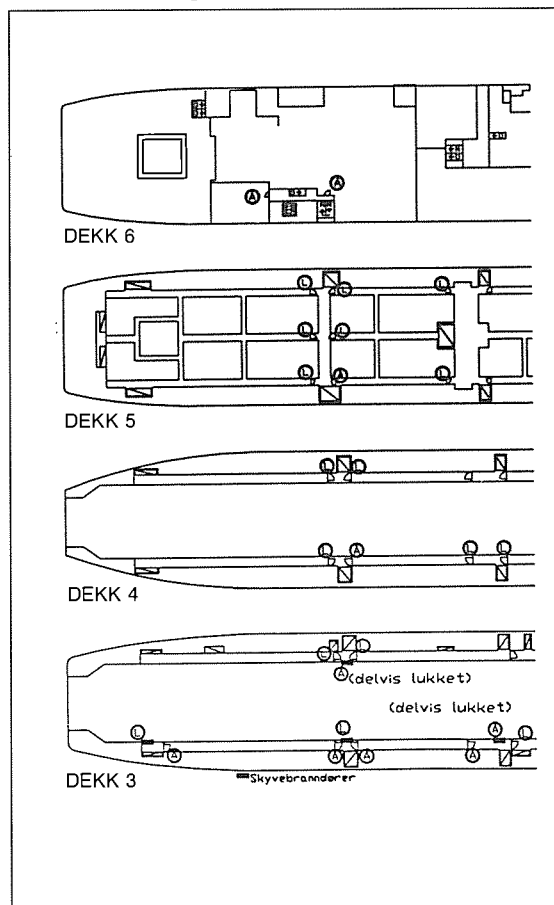 A A
DEKK 6
L L L
L L L
L A L
DEKK 5
L L
L A L L
DEKK 4
L L
A (delvis lukket)
(delvis lukket)
L L A L
A A A A
DEKK 3
Skyvebranndører